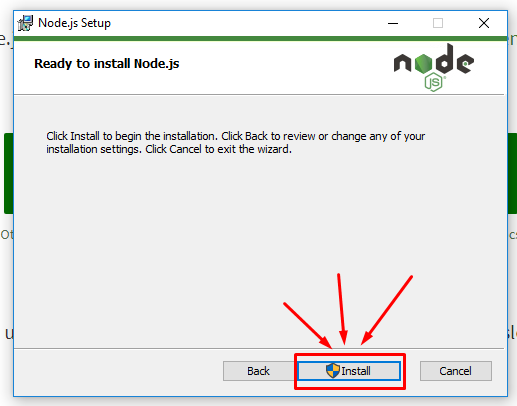 Node.js Setup
Ready to install Node.js
node
JS
Click Install to begin the installation. Click Back to review or change any of your
installation settings. Click Cancel to exit the wizard.
Ot
u
Back
Install
Cancel